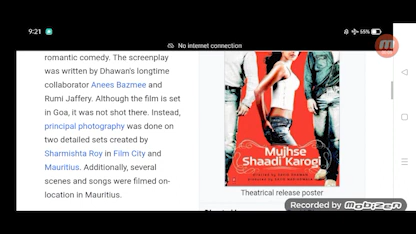 9:21
55%
No internet connection
romantic comedy. The screenplay
was written by Dhawan's longtime
collaborator Anees Bazmee and
Rumi Jaffery. Although the film is set
in Goa, it was not shot there. Instead,
principal photography was done on
two detailed sets created by
Sharmishta Roy in Film City and
Mauritius. Additionally, several
scenes and songs were filmed on-
location in Mauritius.
Mujhse
Shaadi Karogi
Theatrical release poster
Recorded by
MOBIZEN